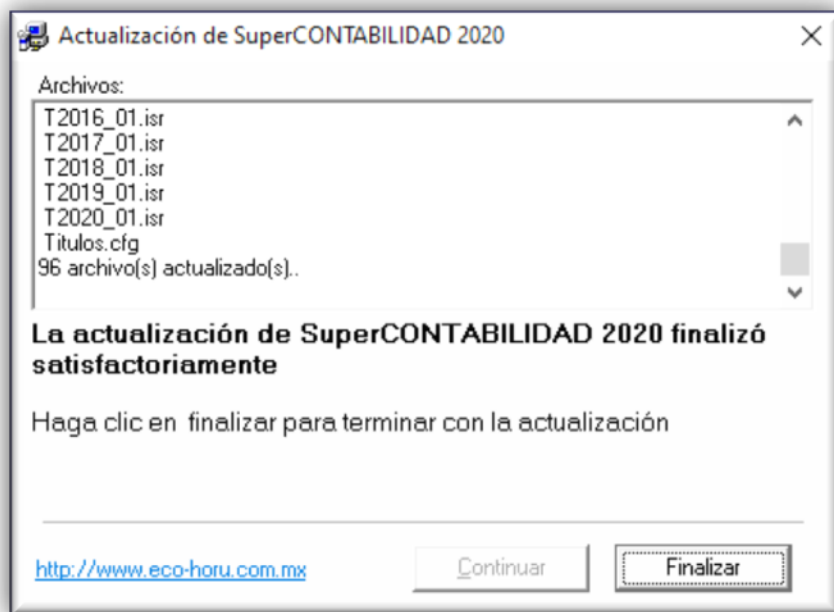 Actualización de SuperCONTABILIDAD 2020
Archivos:
T2016_01.isr
T2017_01.isr
T2018_01.isr
T2019_01.isr
T2020_01.isr
Titulos.cfg
96 archivo(s) actualizado(s)..
La actualización de SuperCONTABILIDAD 2020 finalizó
satisfactoriamente
Haga clic en finalizar para terminar con la actualización
http://www.eco-horu.com.mx
Continuar
Finalizar